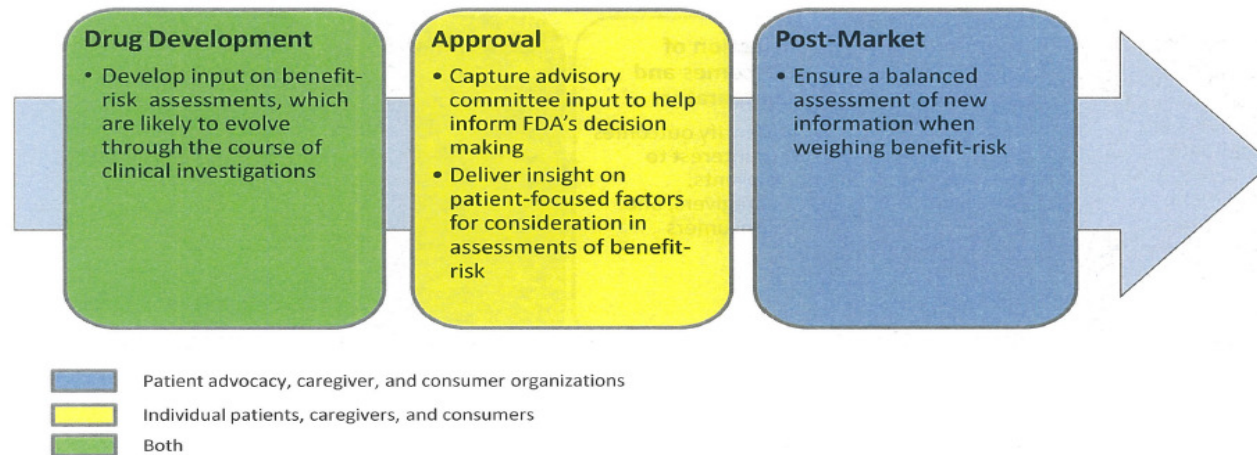 Drug Development
• Develop input on benefit-
risk assessments, which
are likely to evolve
through the course of
clinical investigations
Approval
• Capture advisory
committee input to help
inform FDA's decision
making
• Deliver insight on
patient-focused factors
for consideration in
assessments of benefit-
risk
Post-Market
• Ensure a balanced
assessment of new
information when
weighing benefit-risk
Patient advocacy, caregiver, and consumer organizations
Individual patients, caregivers, and consumers
Both